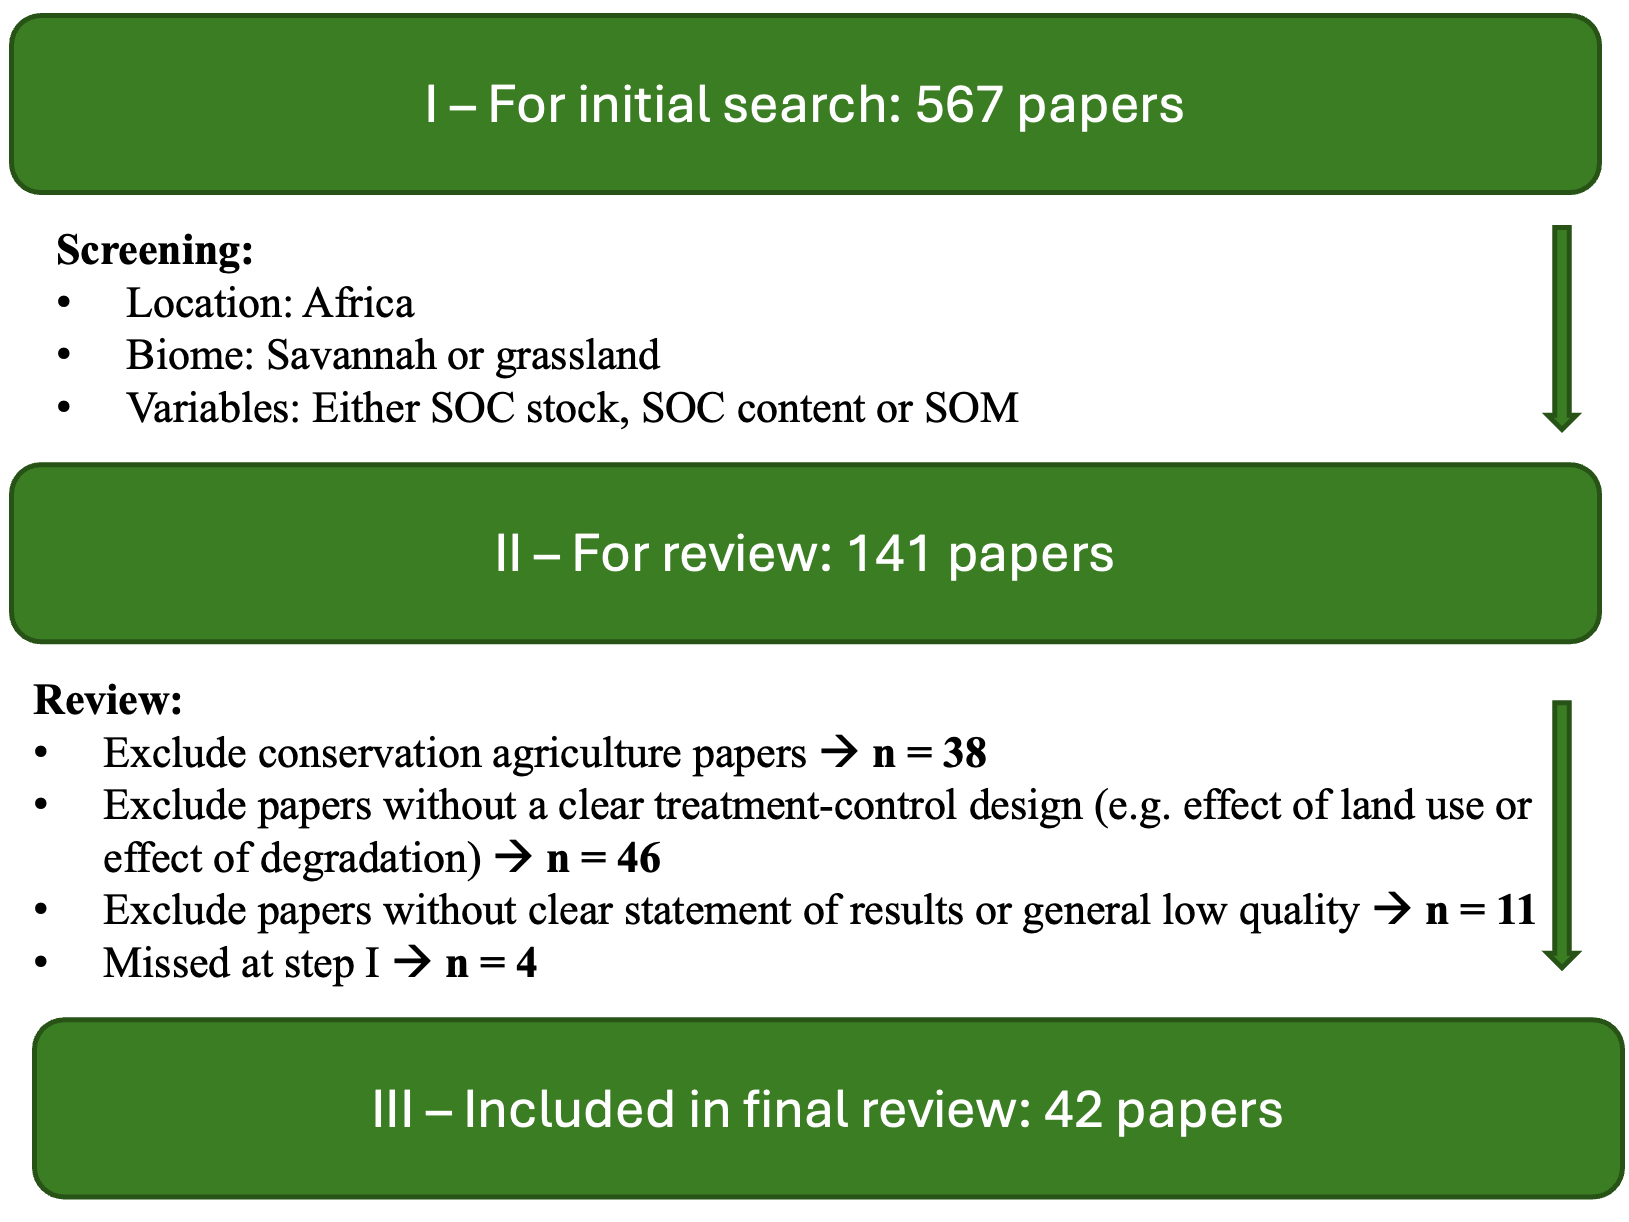 I – For initial search: 567 papers
Screening:
• Location: Africa
• Biome: Savannah or grassland
• Variables: Either SOC stock, SOC content or SOM
II – For review: 141 papers
Review:
• Exclude conservation agriculture papers → n = 38
• Exclude papers without a clear treatment-control design (e.g. effect of land use or
effect of degradation) → n = 46
• Exclude papers without clear statement of results or general low quality → n = 11
• Missed at step I → n = 4
III – Included in final review: 42 papers